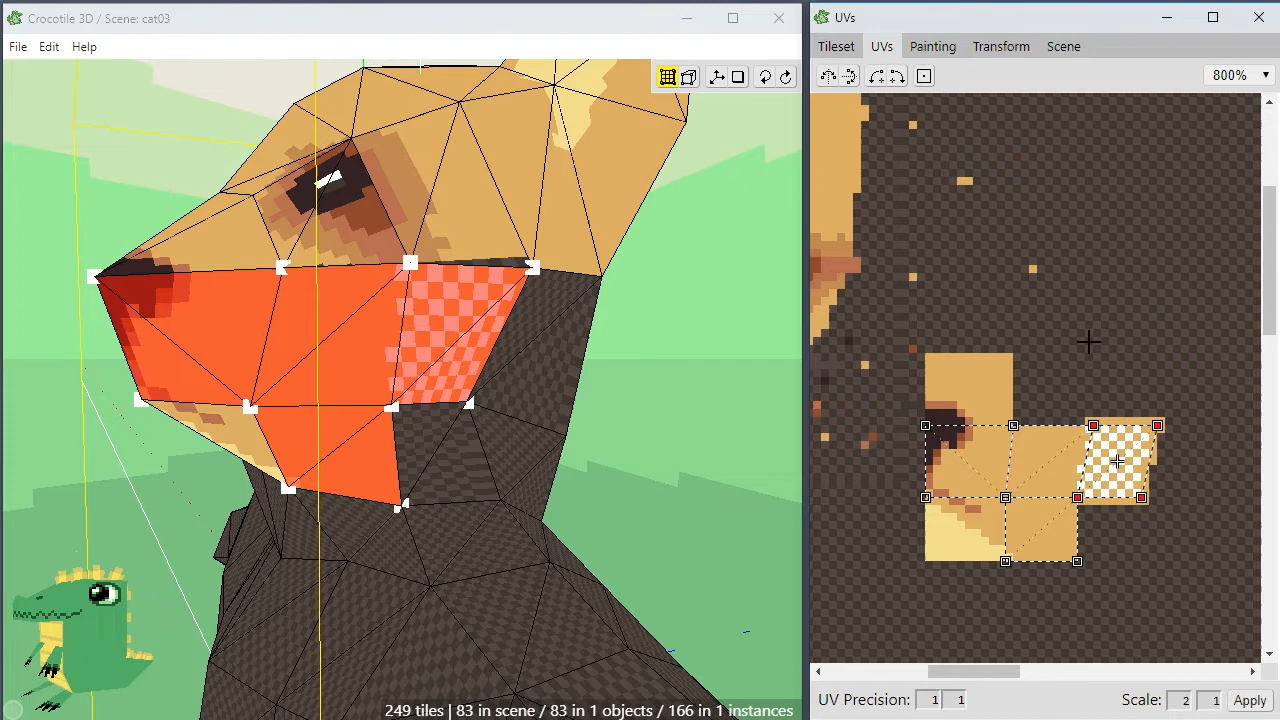 Crocotile 3D / Scene: cat03
File Edit Help
249 tiles | 83 in scene / 83 in 1 objects / 166 in 1 instances
UVs
Tileset UVs Painting Transform Scene
800%
UV Precision: 1 1 Scale: 2 1 Apply